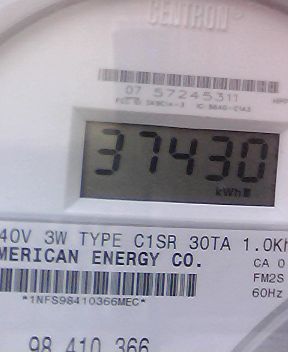 CENTRON
07 57245311
37430
kWh
40V 3W TYPE C1SR 30TA 1.0Kh
MERICAN ENERGY CO.
CA 0
FM2S
60Hz
*1NFS98410366MEC*
98 410 366